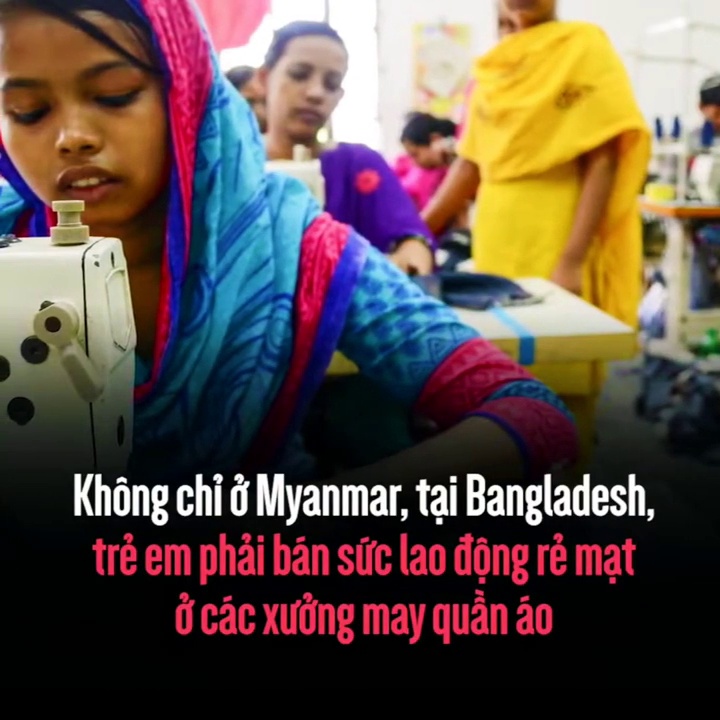 Không chỉ ở Myanmar, tại Bangladesh,
trẻ em phải bán sức lao động rẻ mạt
ở các xưởng may quần áo